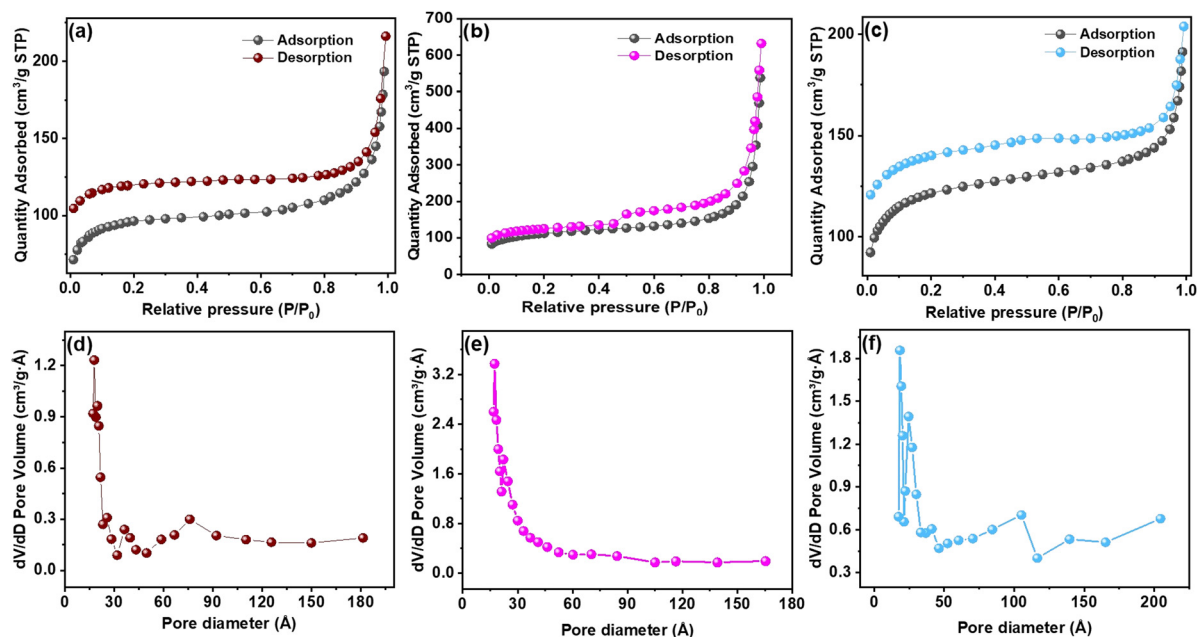 (a)
Adsorption
Desorption
Quantity Adsorbed (cm³/g STP)
200
150
100
0.0 0.2 0.4 0.6 0.8 1.0
Relative pressure (P/P₀)
(b)
Adsorption
Desorption
Quantity Adsorbed (cm³/g STP)
700
600
500
400
300
200
100
0
0.0 0.2 0.4 0.6 0.8 1.0
Relative pressure (P/P₀)
(c)
Adsorption
Desorption
Quantity Adsorbed (cm³/g STP)
200
150
100
0.0 0.2 0.4 0.6 0.8 1.0
Relative pressure (P/P₀)
(d)
dV/dD Pore Volume (cm³/g·Å)
1.2
0.9
0.6
0.3
0.0
0 30 60 90 120 150 180
Pore diameter (Å)
(e)
dV/dD Pore Volume (cm³/g·Å)
3.2
2.4
1.6
0.8
0.0
0 30 60 90 120 150 180
Pore diameter (Å)
(f)
dV/dD Pore Volume (cm³/g·Å)
1.8
1.5
1.2
0.9
0.6
0.3
0 50 100 150 200
Pore diameter (Å)